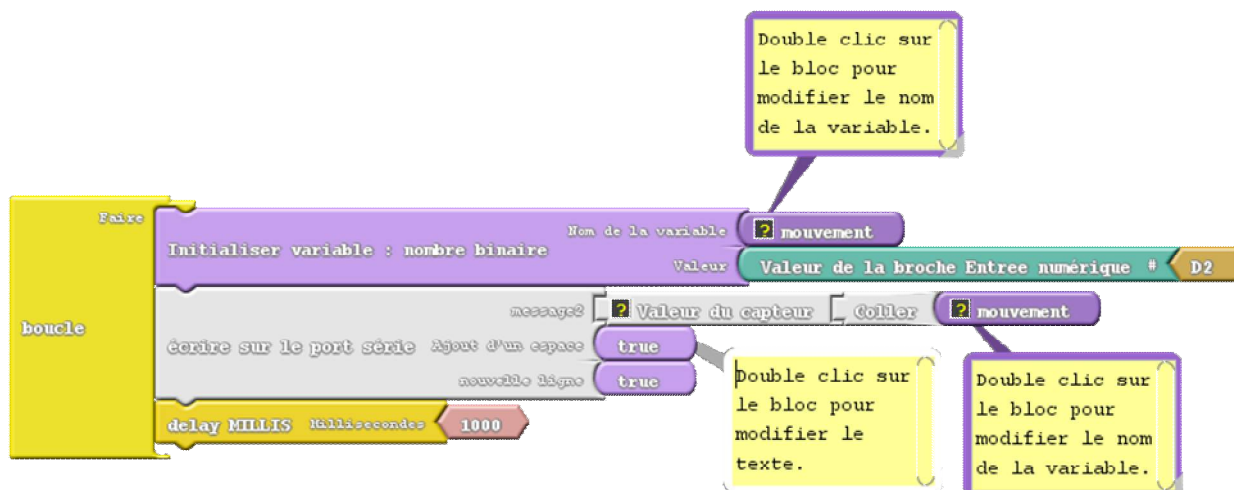 Double clic sur
le bloc pour
modifier le nom
de la variable.
Faire
Nom de la variable
? mouvement
Initialiser variable : nombre binaire
Valeur
Valeur de la broche Entree numérique #
D2
message2
? Valeur du capteur
Coller
? mouvement
boucle
écrire sur le port série
Ajout d'un espace
true
nouvelle ligne
true
Double clic sur
le bloc pour
modifier le
texte.
Double clic sur
le bloc pour
modifier le nom
de la variable.
delay MILLIS
Millisecondes
1000